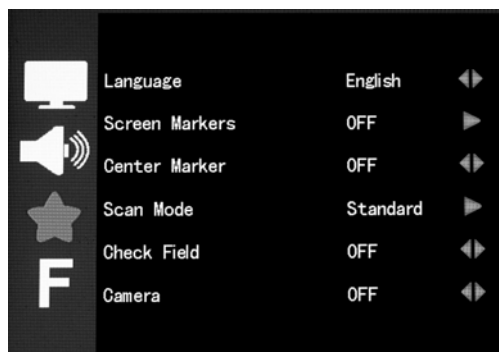 Language English
Screen Markers OFF
Center Marker OFF
Scan Mode Standard
Check Field OFF
F
Camera OFF